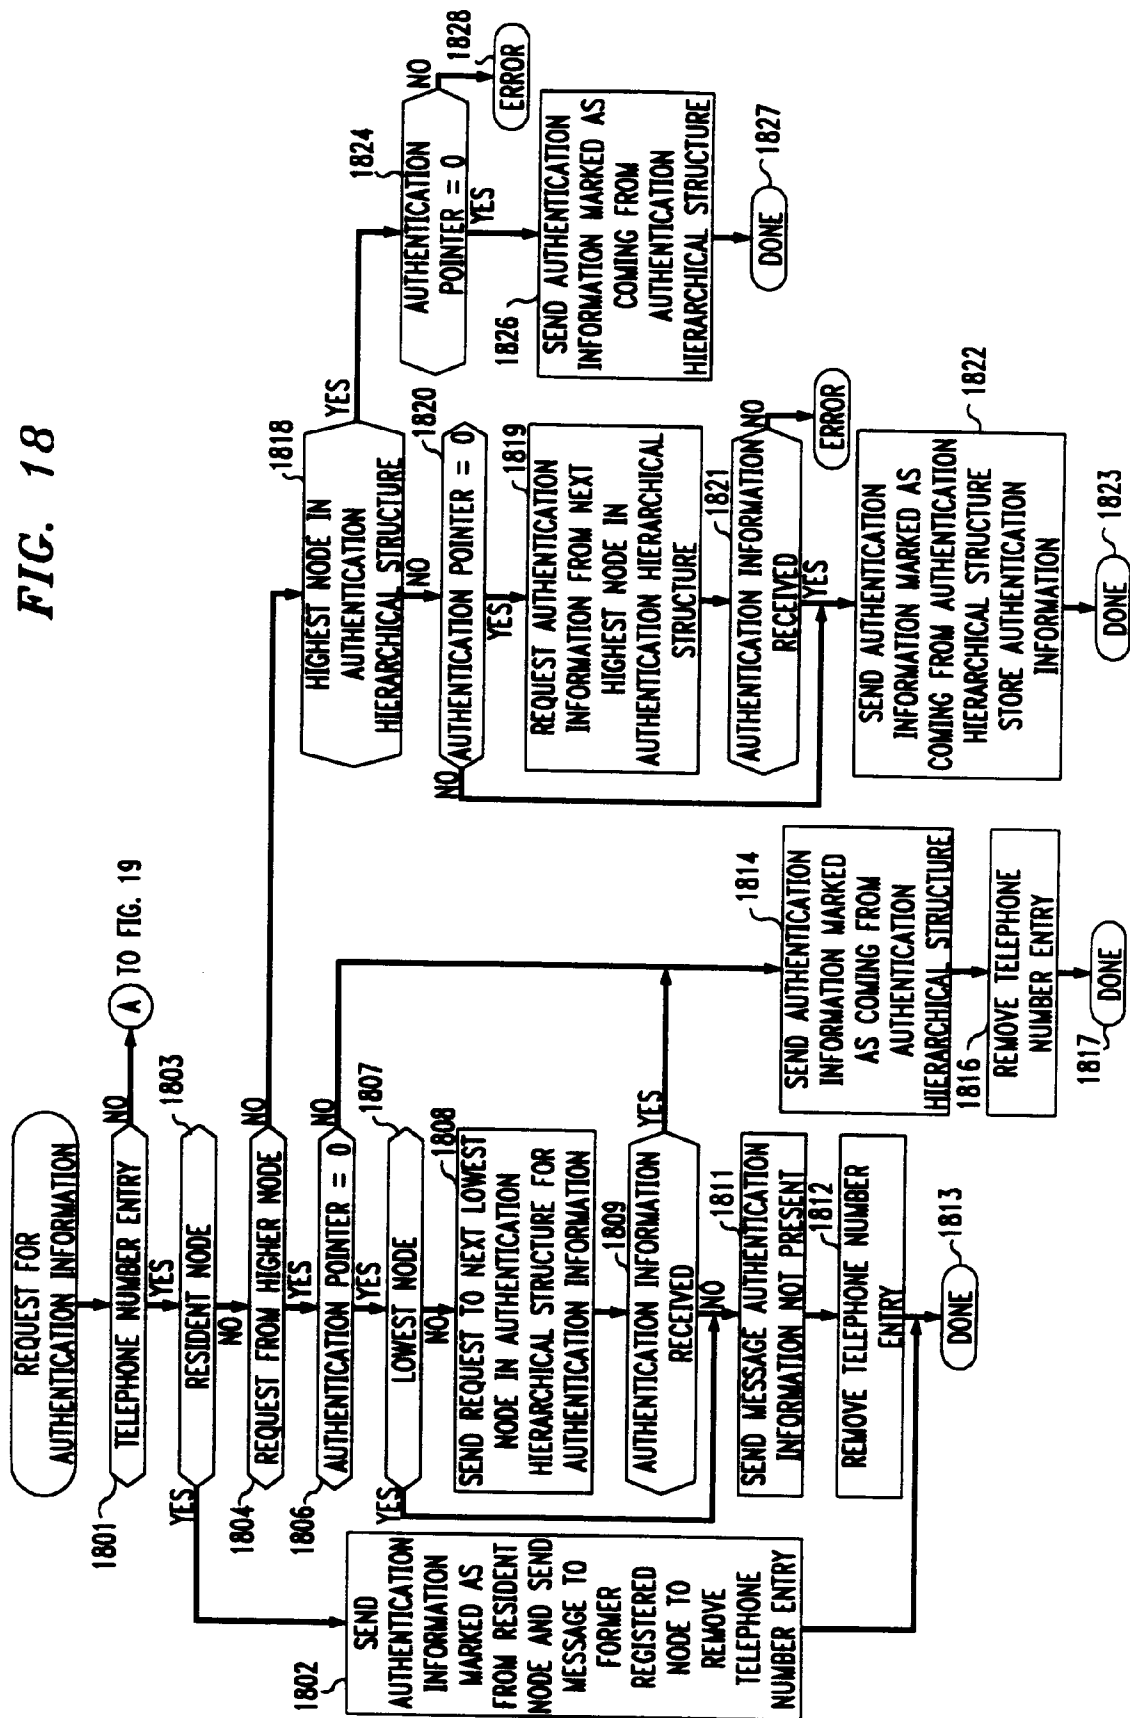 FIG. 18
REQUEST FOR
AUTHENTICATION INFORMATION
1801
TELEPHONE NUMBER ENTRY
NO
A TO FIG. 19
YES
1803
RESIDENT NODE
YES
NO
1802
SEND
AUTHENTICATION
INFORMATION
MARKED AS
FROM RESIDENT
NODE AND SEND
MESSAGE TO
FORMER
REGISTERED
NODE TO
REMOVE
TELEPHONE
NUMBER ENTRY
1804
REQUEST FROM HIGHER NODE
NO
YES
1806
AUTHENTICATION POINTER = 0
NO
YES
1807
LOWEST NODE
YES
NO
1808
SEND REQUEST TO NEXT LOWEST
NODE IN AUTHENTICATION
HIERARCHICAL STRUCTURE FOR
AUTHENTICATION INFORMATION
1809
AUTHENTICATION INFORMATION
RECEIVED
YES
NO
1811
SEND MESSAGE AUTHENTICATION
INFORMATION NOT PRESENT
1812
REMOVE TELEPHONE NUMBER
ENTRY
1813
DONE
1814
SEND AUTHENTICATION
INFORMATION MARKED
AS COMING FROM
AUTHENTICATION
HIERARCHICAL STRUCTURE
1816
REMOVE TELEPHONE
NUMBER ENTRY
1817
DONE
1818
HIGHEST NODE IN
AUTHENTICATION
HIERARCHICAL STRUCTURE
YES
NO
1820
AUTHENTICATION POINTER = 0
NO
YES
1819
REQUEST AUTHENTICATION
INFORMATION FROM NEXT
HIGHEST NODE IN
AUTHENTICATION HIERARCHICAL
STRUCTURE
1821
AUTHENTICATION INFORMATION
RECEIVED
NO
ERROR
YES
1822
SEND AUTHENTICATION
INFORMATION MARKED AS
COMING FROM AUTHENTICATION
HIERARCHICAL STRUCTURE
STORE AUTHENTICATION
INFORMATION
1823
DONE
1824
AUTHENTICATION
POINTER = 0
NO
1828
ERROR
YES
1826
SEND AUTHENTICATION
INFORMATION MARKED AS
COMING FROM
AUTHENTICATION
HIERARCHICAL STRUCTURE
1827
DONE